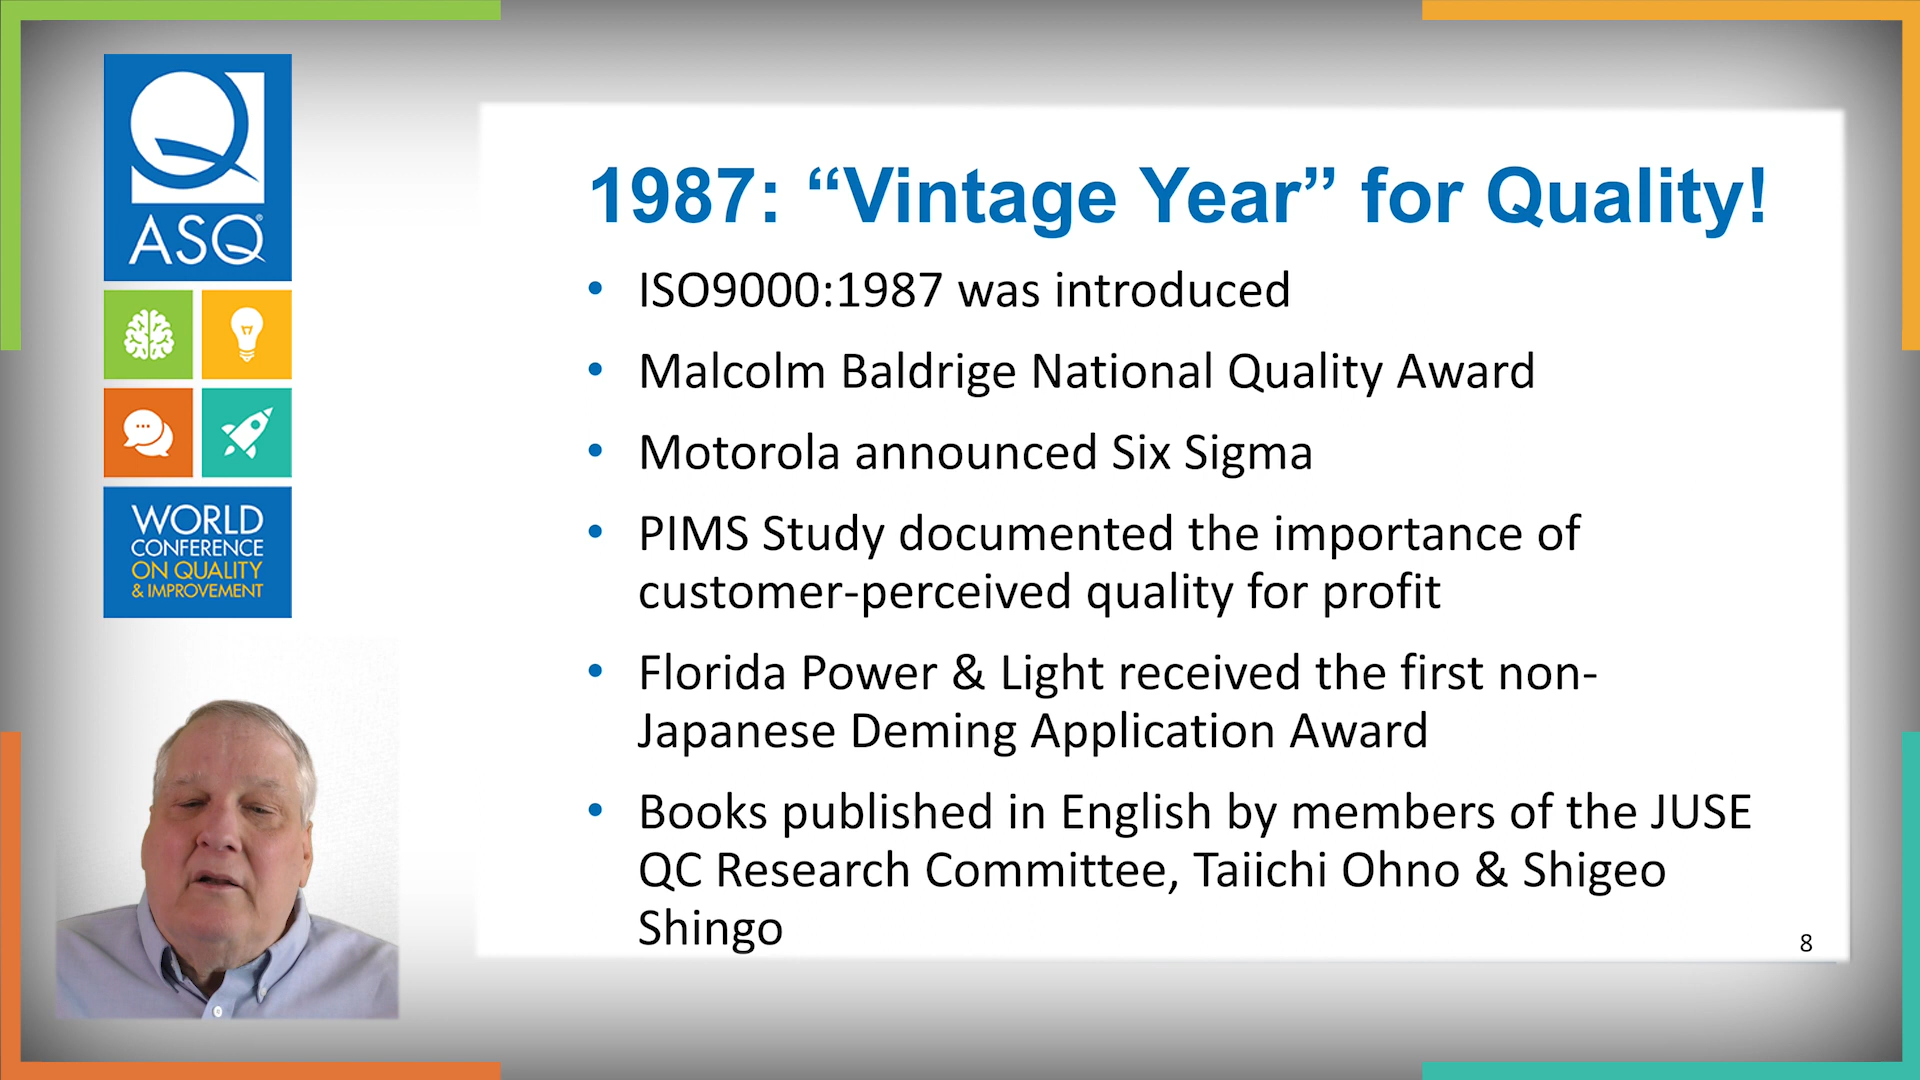 ASQ
WORLD
CONFERENCE
ON QUALITY
& IMPROVEMENT
1987: “Vintage Year” for Quality!
• ISO9000:1987 was introduced
• Malcolm Baldrige National Quality Award
• Motorola announced Six Sigma
• PIMS Study documented the importance of
customer-perceived quality for profit
• Florida Power & Light received the first non-
Japanese Deming Application Award
• Books published in English by members of the JUSE
QC Research Committee, Taiichi Ohno & Shigeo
Shingo
8